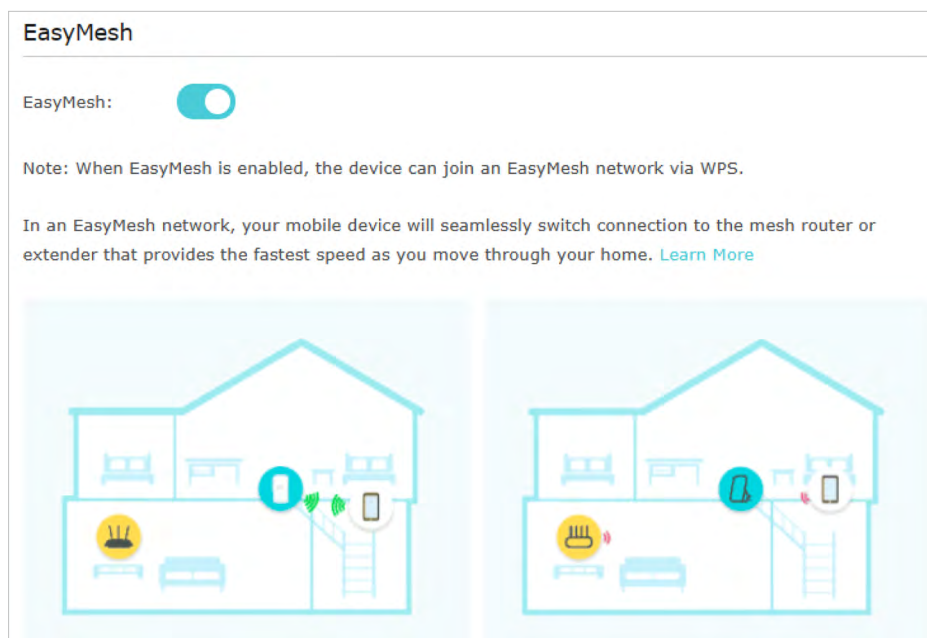 EasyMesh
EasyMesh:
Note: When EasyMesh is enabled, the device can join an EasyMesh network via WPS.
In an EasyMesh network, your mobile device will seamlessly switch connection to the mesh router or
extender that provides the fastest speed as you move through your home. Learn More